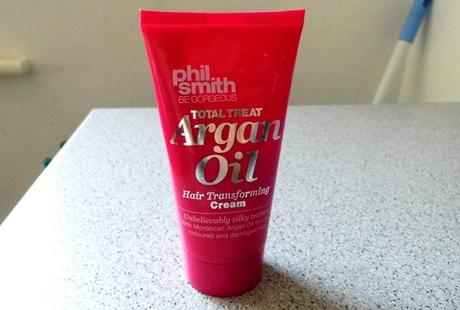 phil
smith
BE GORGEOUS
TOTAL TREAT
Argan
Oil
Hair Transforming
Cream
Unbelievably silky
with Moroccan Argan Oil
coloured and damaged